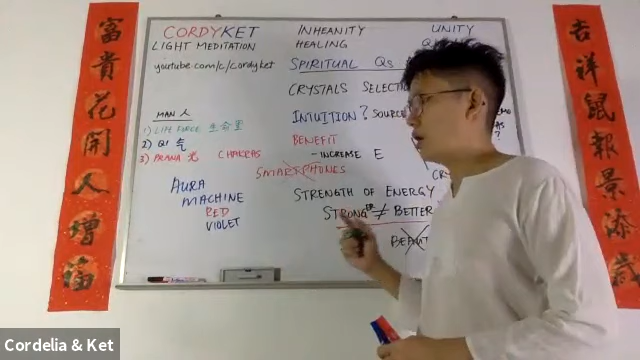 富貴花開人增福
CORDYKET
LIGHT MEDITATION
youtube.com/c/cordyket
MAN 人
1) LIFE FORCE 生命里
2) QI 气
3) PRANA 光 CHAKRAS
AURA
MACHINE
RED
VIOLET
INHEANITY
HEALING
UNITY
SPIRITUAL Qs
CRYSTALS SELECTI
INTUITION? SOURCE
BENEFIT
- INCREASE E
SMARTPHONES
STRENGTH OF ENERGY
STRONGER ≠ BETTER
吉祥鼠報景添
Cordelia & Ket